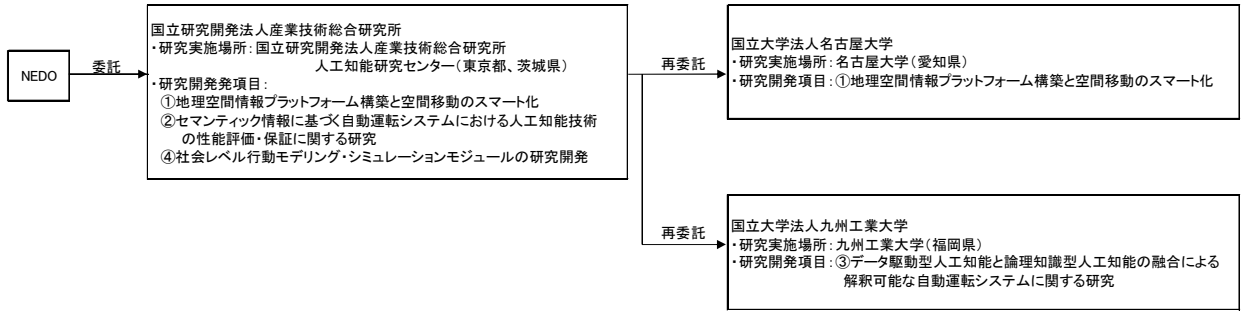 NEDO
委託
国立研究開発法人産業技術総合研究所
・研究実施場所：国立研究開発法人産業技術総合研究所
人工知能研究センター（東京都、茨城県）
・研究開発発項目：
①地理空間情報プラットフォーム構築と空間移動のスマート化
②セマンティック情報に基づく自動運転システムにおける人工知能技術
の性能評価・保証に関する研究
④社会レベル行動モデリング・シミュレーションモジュールの研究開発
再委託
国立大学法人名古屋大学
・研究実施場所：名古屋大学（愛知県）
・研究開発項目：①地理空間情報プラットフォーム構築と空間移動のスマート化
再委託
国立大学法人九州工業大学
・研究実施場所：九州工業大学（福岡県）
・研究開発項目：③データ駆動型人工知能と論理知識型人工知能の融合による
解釈可能な自動運転システムに関する研究